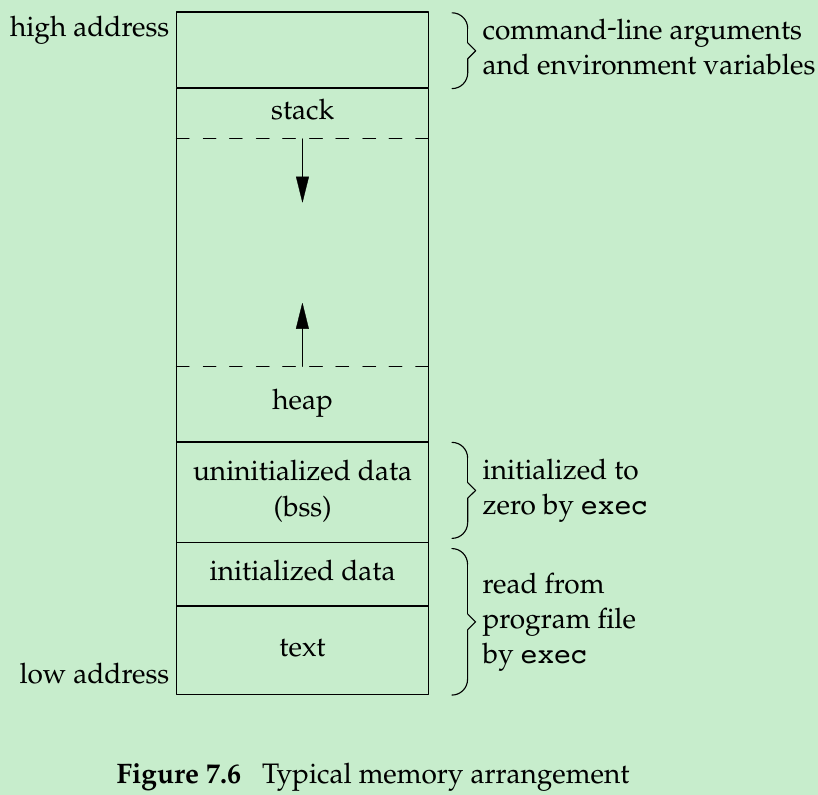 high address
command-line arguments
and environment variables
stack
heap
uninitialized data
(bss)
initialized to
zero by exec
initialized data
read from
program file
by exec
text
low address
Figure 7.6 Typical memory arrangement